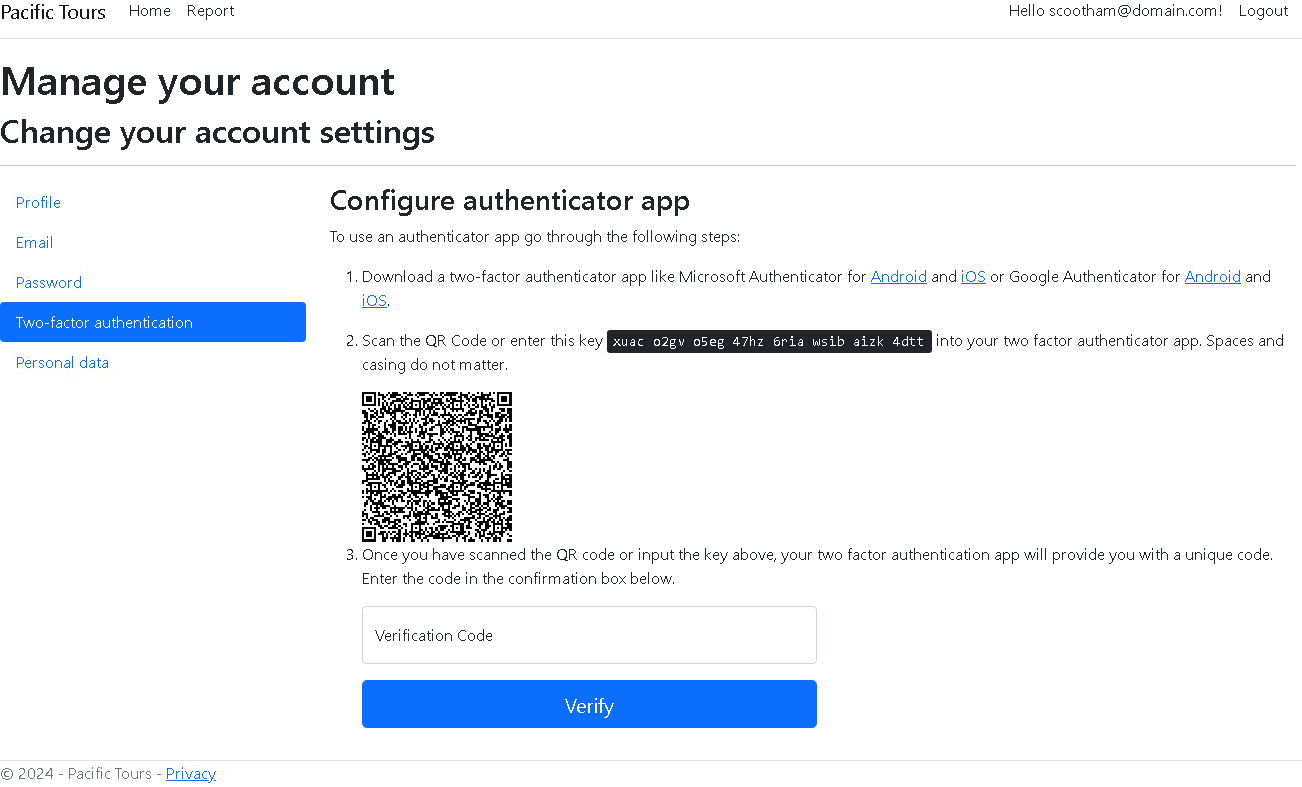 Pacific Tours Home Report Hello scootham@domain.com! Logout
Manage your account
Change your account settings
Profile
Email
Password
Two-factor authentication
Personal data
Configure authenticator app
To use an authenticator app go through the following steps:
1. Download a two-factor authenticator app like Microsoft Authenticator for Android and iOS or Google Authenticator for Android and
iOS.
2. Scan the QR Code or enter this key xuac o2gv o5eg 47hz 6ria wsib aizk 4dtt into your two factor authenticator app. Spaces and
casing do not matter.
3. Once you have scanned the QR code or input the key above, your two factor authentication app will provide you with a unique code.
Enter the code in the confirmation box below.
Verification Code
Verify
© 2024 - Pacific Tours - Privacy